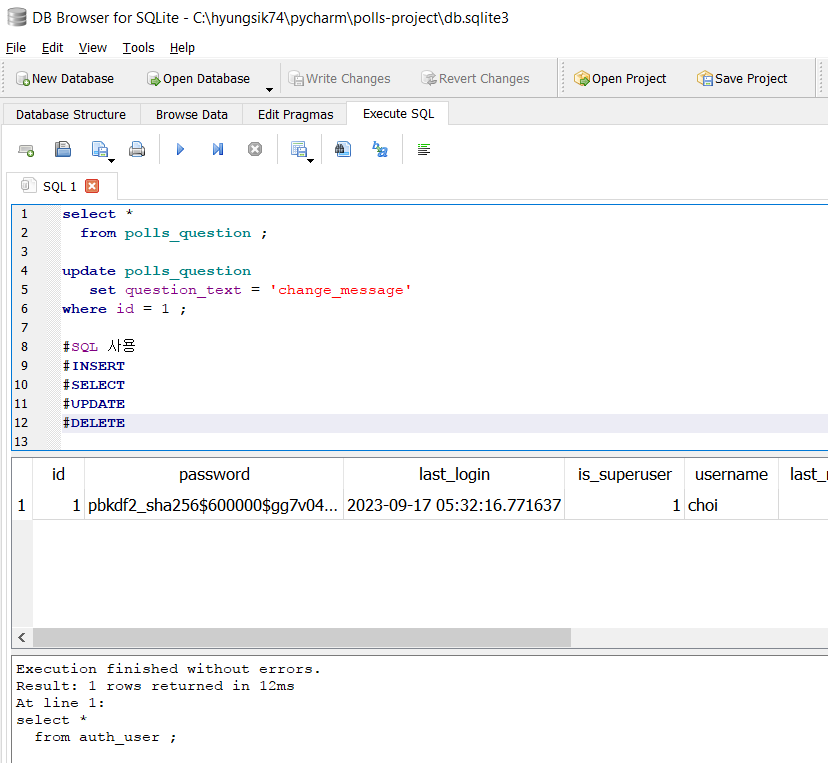 DB Browser for SQLite - C:\hyungsik74\pycharm\polls-project\db.sqlite3
File Edit View Tools Help
New Database Open Database Write Changes Revert Changes Open Project Save Project
Database Structure Browse Data Edit Pragmas Execute SQL
SQL 1
1 select *
2 from polls_question ;
3
4 update polls_question
5 set question_text = 'change_message'
6 where id = 1 ;
7
8 #SQL 사용
9 #INSERT
10 #SELECT
11 #UPDATE
12 #DELETE
13
id password last_login is_superuser username last_
1 1 pbkdf2_sha256$600000$gg7v04... 2023-09-17 05:32:16.771637 1 choi
Execution finished without errors.
Result: 1 rows returned in 12ms
At line 1:
select *
from auth_user ;